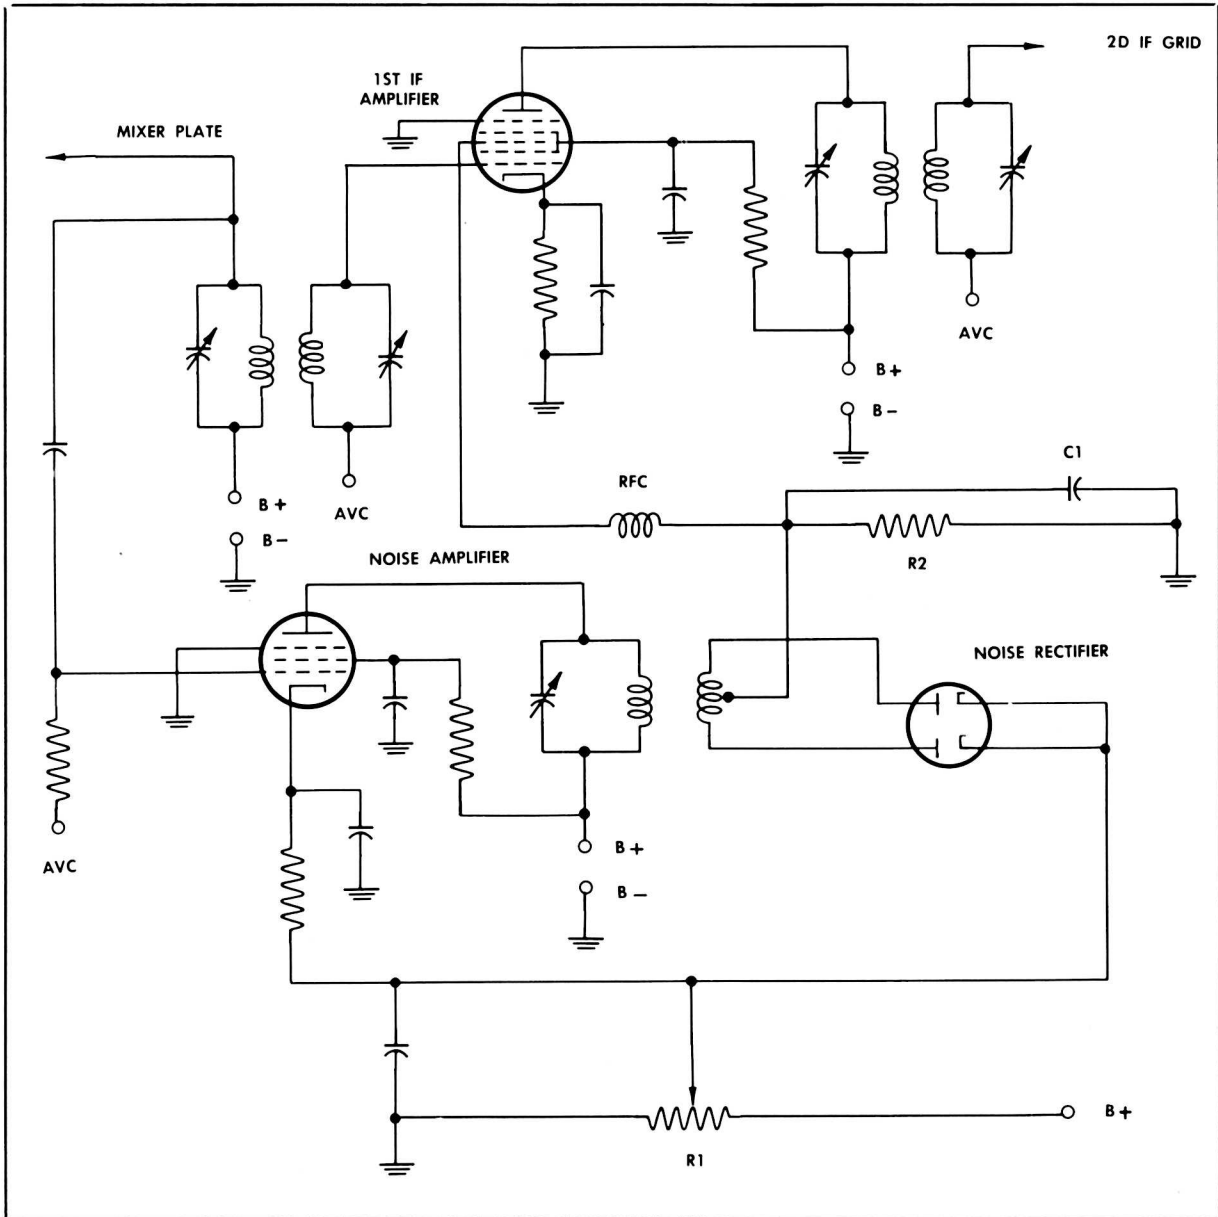 2D IF GRID
1ST IF
AMPLIFIER
MIXER PLATE
AVC
B+
B-
C1
RFC
B+
AVC
B-
R2
NOISE AMPLIFIER
NOISE RECTIFIER
B+
AVC
B-
B+
R1